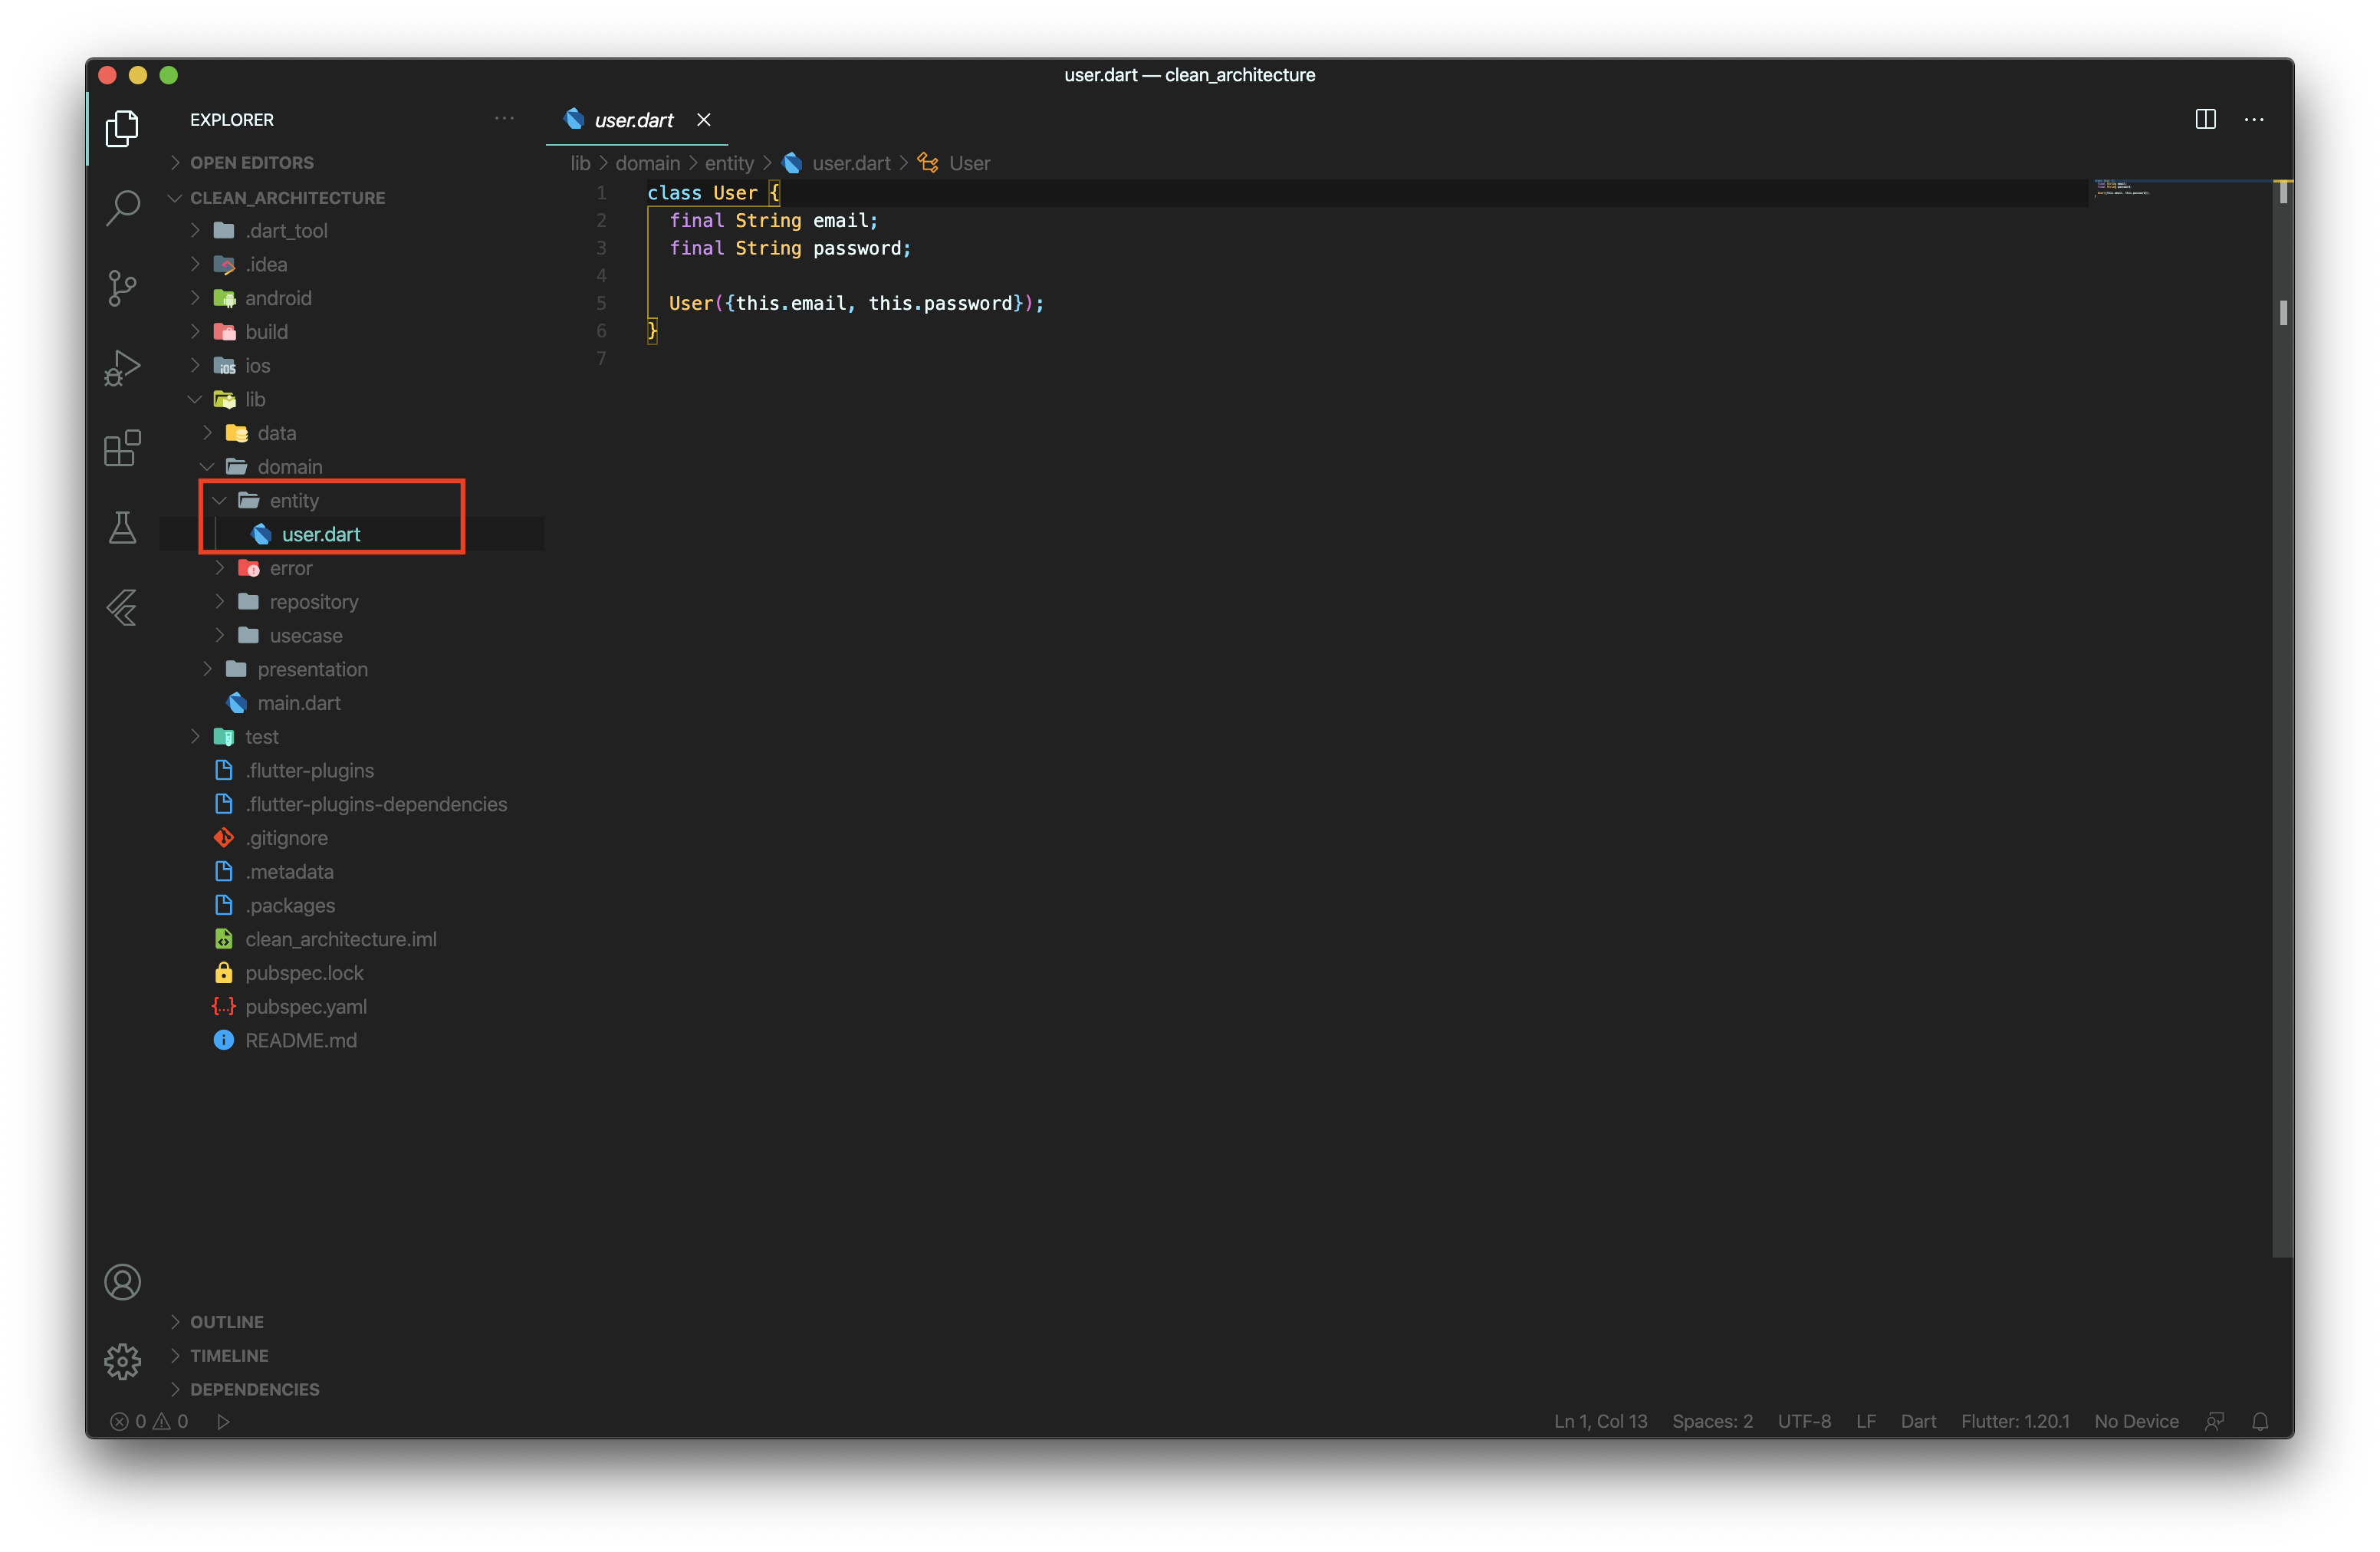 user.dart — clean_architecture
EXPLORER
OPEN EDITORS
CLEAN_ARCHITECTURE
.dart_tool
.idea
android
build
ios
lib
data
domain
entity
user.dart
error
repository
usecase
presentation
main.dart
test
.flutter-plugins
.flutter-plugins-dependencies
.gitignore
.metadata
.packages
clean_architecture.iml
pubspec.lock
pubspec.yaml
README.md
OUTLINE
TIMELINE
DEPENDENCIES
user.dart
lib > domain > entity > user.dart > User
1 class User {
2 final String email;
3 final String password;
4
5 User({this.email, this.password});
6 }
7
0 0
Ln 1, Col 13 Spaces: 2 UTF-8 LF Dart Flutter: 1.20.1 No Device